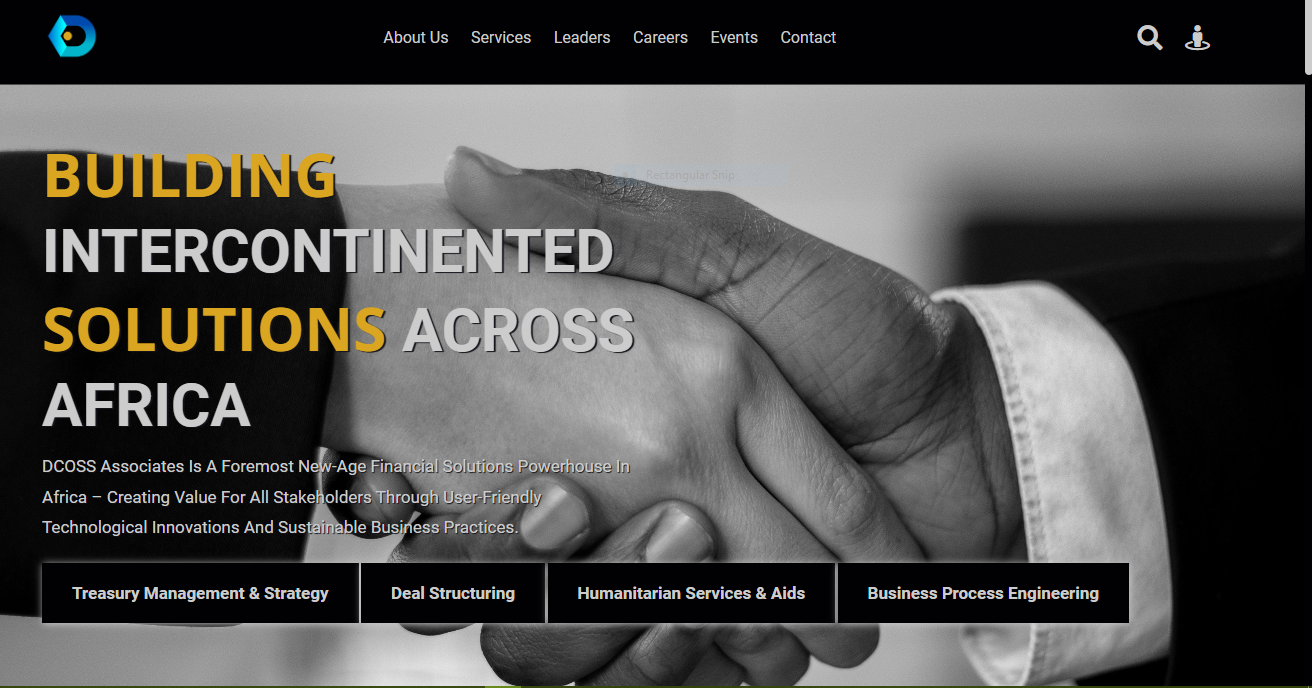 About Us Services Leaders Careers Events Contact
Rectangular Snip
BUILDING
INTERCONTINENTED
SOLUTIONS ACROSS
AFRICA
DCOSS Associates Is A Foremost New-Age Financial Solutions Powerhouse In
Africa – Creating Value For All Stakeholders Through User-Friendly
Technological Innovations And Sustainable Business Practices.
Treasury Management & Strategy Deal Structuring Humanitarian Services & Aids Business Process Engineering